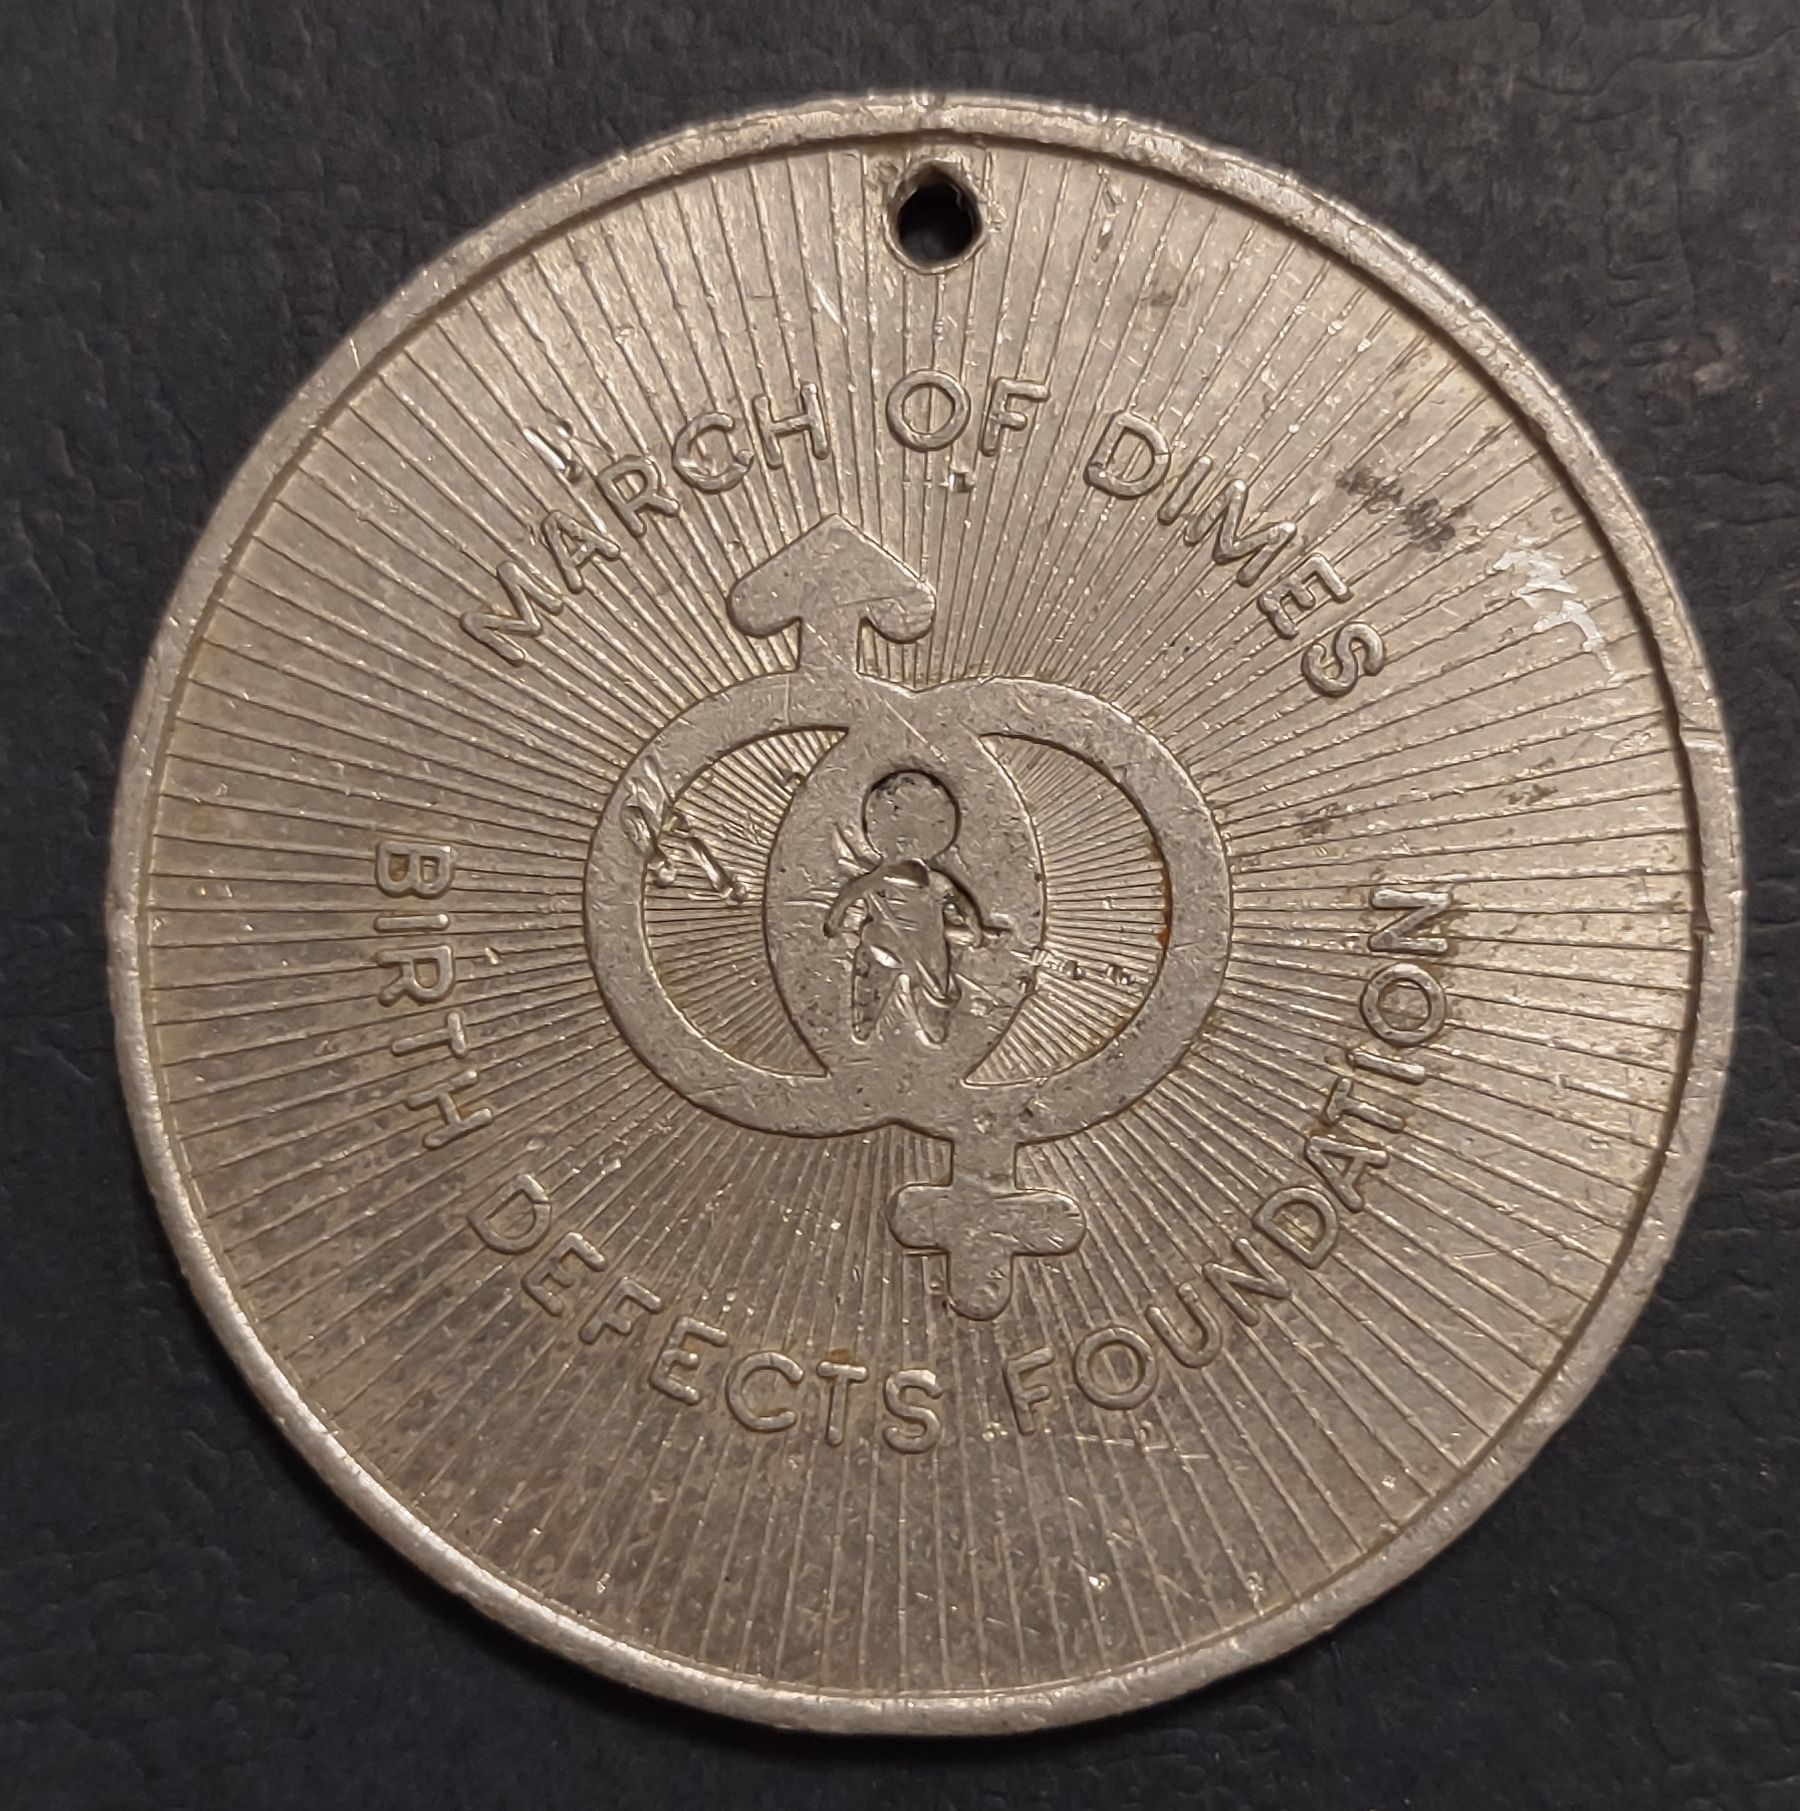 MARCH OF DIMES
BIRTH DEFECTS FOUNDATION